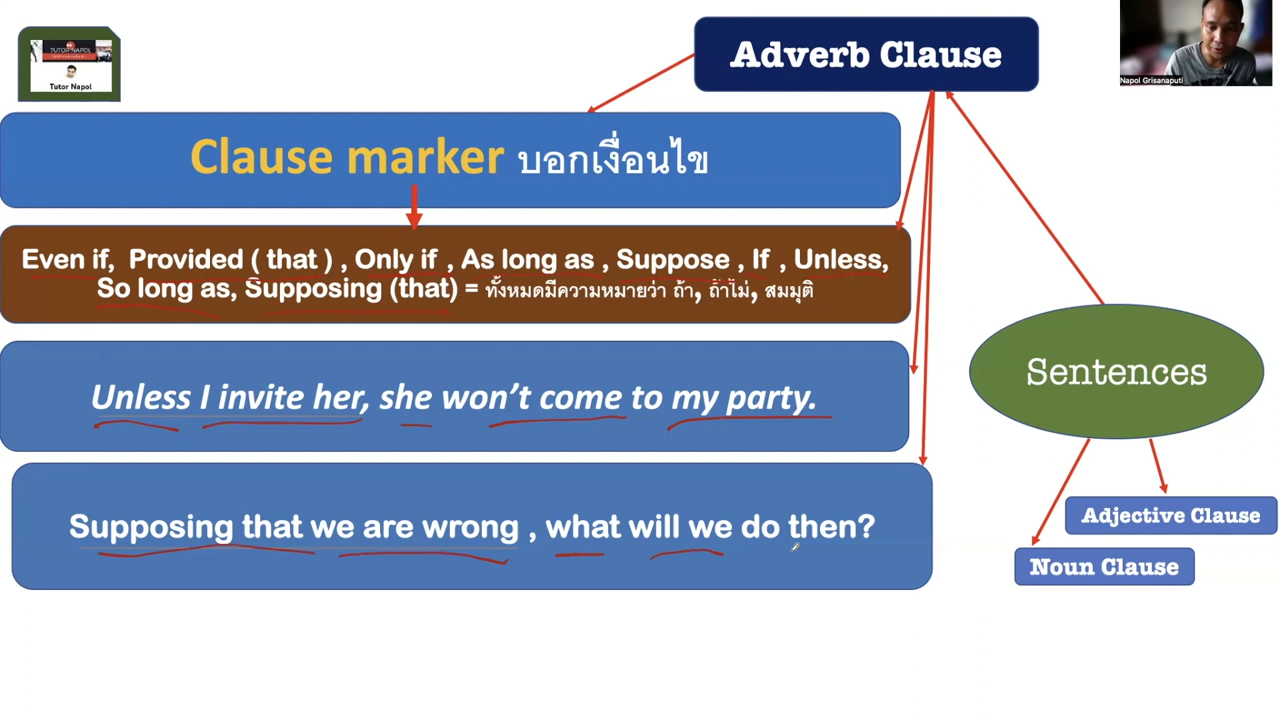 Adverb Clause
TUTOR NAPOL
Tutor Napol
Napol Grisanaputi
Clause marker บอกเงื่อนไข
Even if, Provided ( that ) , Only if , As long as , Suppose , If , Unless,
So long as, Supposing (that) = ทั้งหมดมีความหมายว่า ถ้า, ถ้าไม่, สมมุติ
Unless I invite her, she won’t come to my party.
Sentences
Supposing that we are wrong , what will we do then?
Adjective Clause
Noun Clause